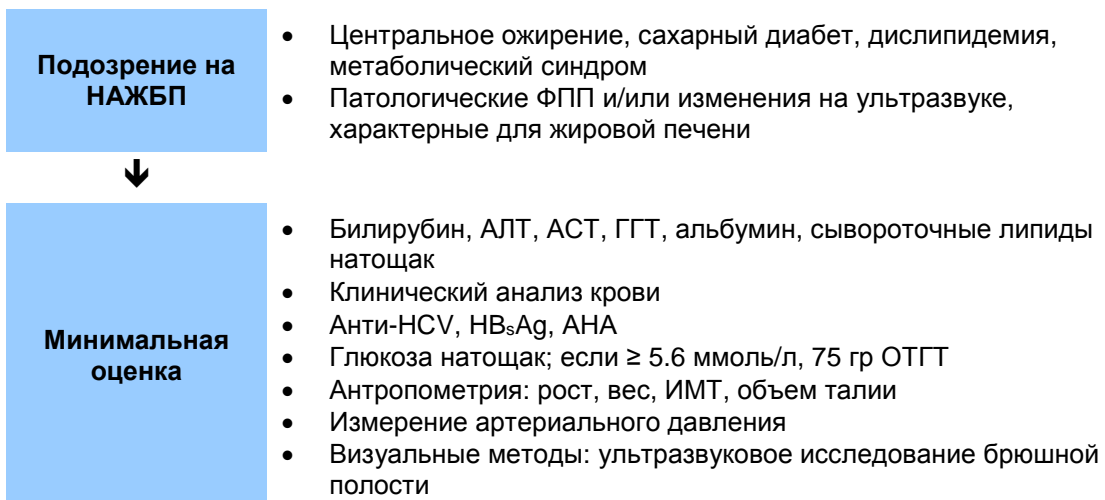 Подозрение на
НАЖБП
• Центральное ожирение, сахарный диабет, дислипидемия,
метаболический синдром
• Патологические ФПП и/или изменения на ультразвуке,
характерные для жировой печени
Минимальная
оценка
• Билирубин, АЛТ, АСТ, ГГТ, альбумин, сывороточные липиды
натощак
• Клинический анализ крови
• Анти-HCV, HBsAg, АНА
• Глюкоза натощак; если ≥ 5.6 ммоль/л, 75 гр ОТГТ
• Антропометрия: рост, вес, ИМТ, объем талии
• Измерение артериального давления
• Визуальные методы: ультразвуковое исследование брюшной
полости